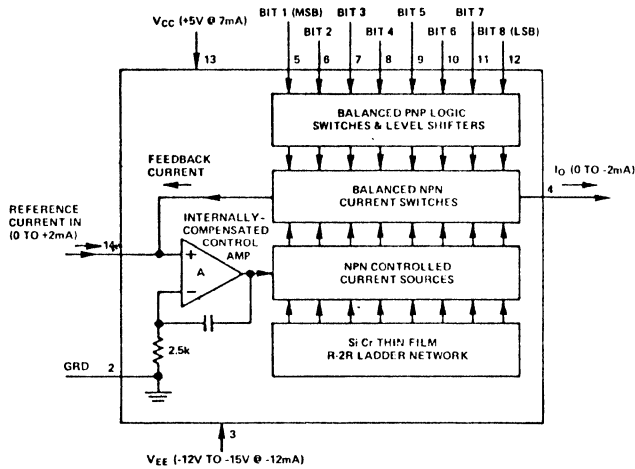 VCC (+5V @ 7mA)
BIT 1 (MSB) BIT 3 BIT 5 BIT 7
BIT 2 BIT 4 BIT 6 BIT 8 (LSB)
13
5 6 7 8 9 10 11 12
BALANCED PNP LOGIC
SWITCHES & LEVEL SHIFTERS
FEEDBACK
CURRENT
BALANCED NPN
CURRENT SWITCHES
IO (0 TO -2mA)
4
REFERENCE
CURRENT IN
(0 TO +2mA)
14
INTERNALLY-
COMPENSATED
CONTROL
AMP
+
A
−
NPN CONTROLLED
CURRENT SOURCES
2.5k
Si Cr THIN FILM
R-2R LADDER NETWORK
GRD 2
3
VEE (-12V TO -15V @ -12mA)